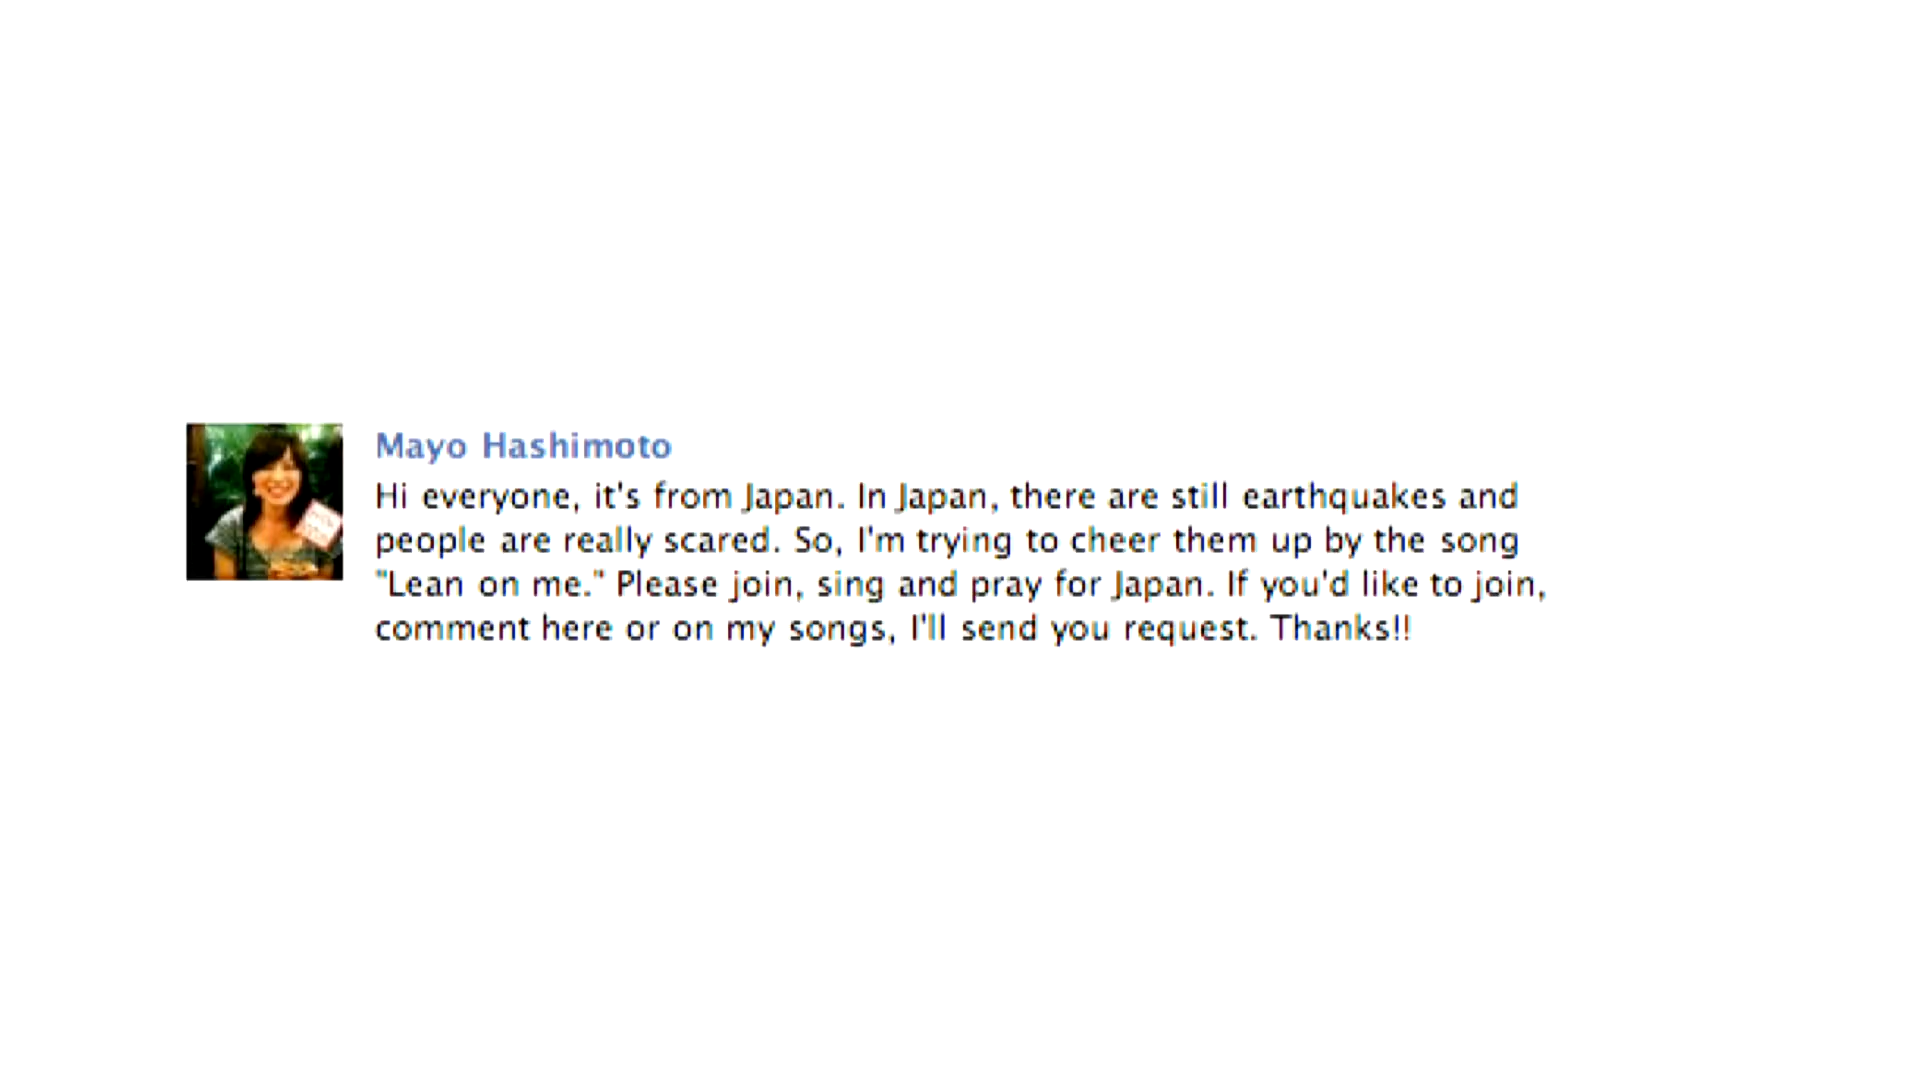 Mayo Hashimoto
Hi everyone, it's from Japan. In Japan, there are still earthquakes and
people are really scared. So, I'm trying to cheer them up by the song
"Lean on me." Please join, sing and pray for Japan. If you'd like to join,
comment here or on my songs, I'll send you request. Thanks!!